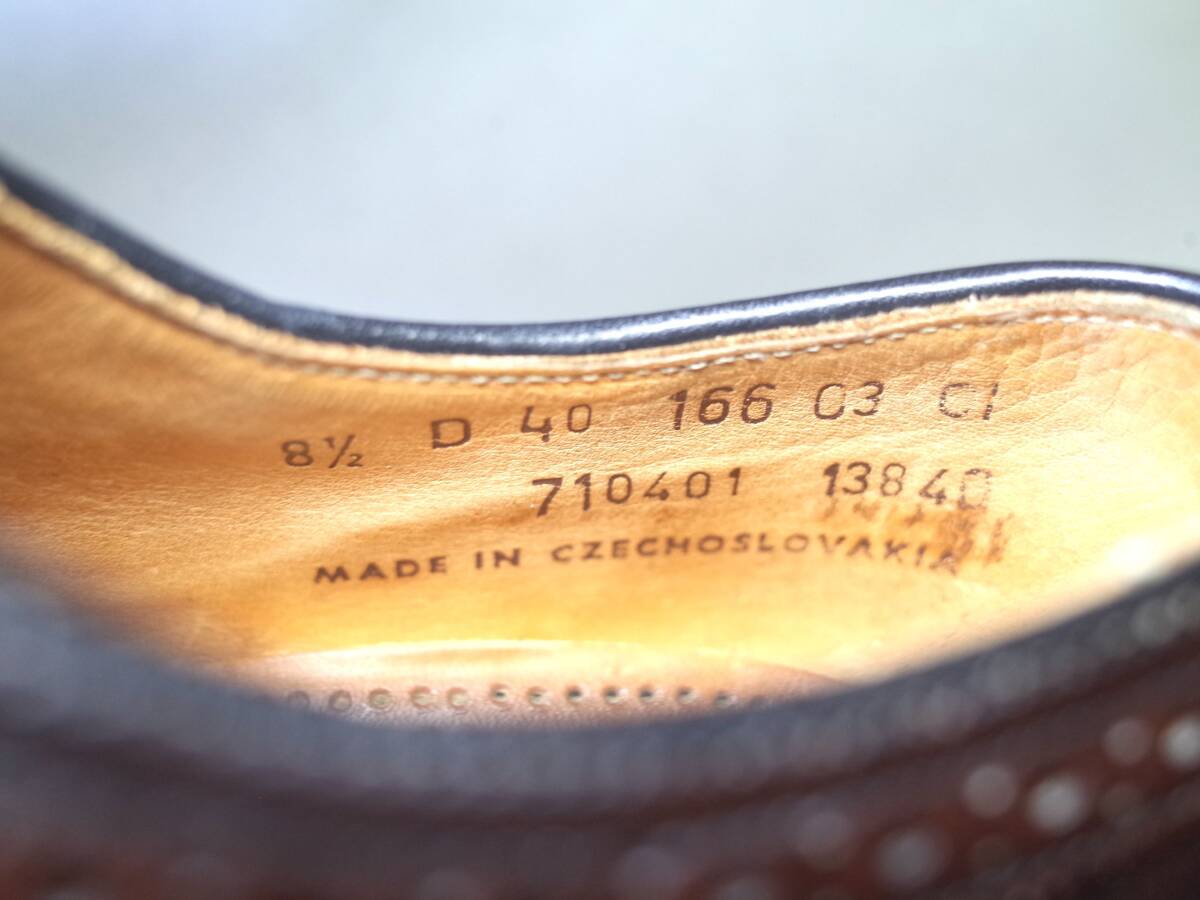 8½ D 40 166 03 CI
710401 13840
MADE IN CZECHOSLOVAKIA